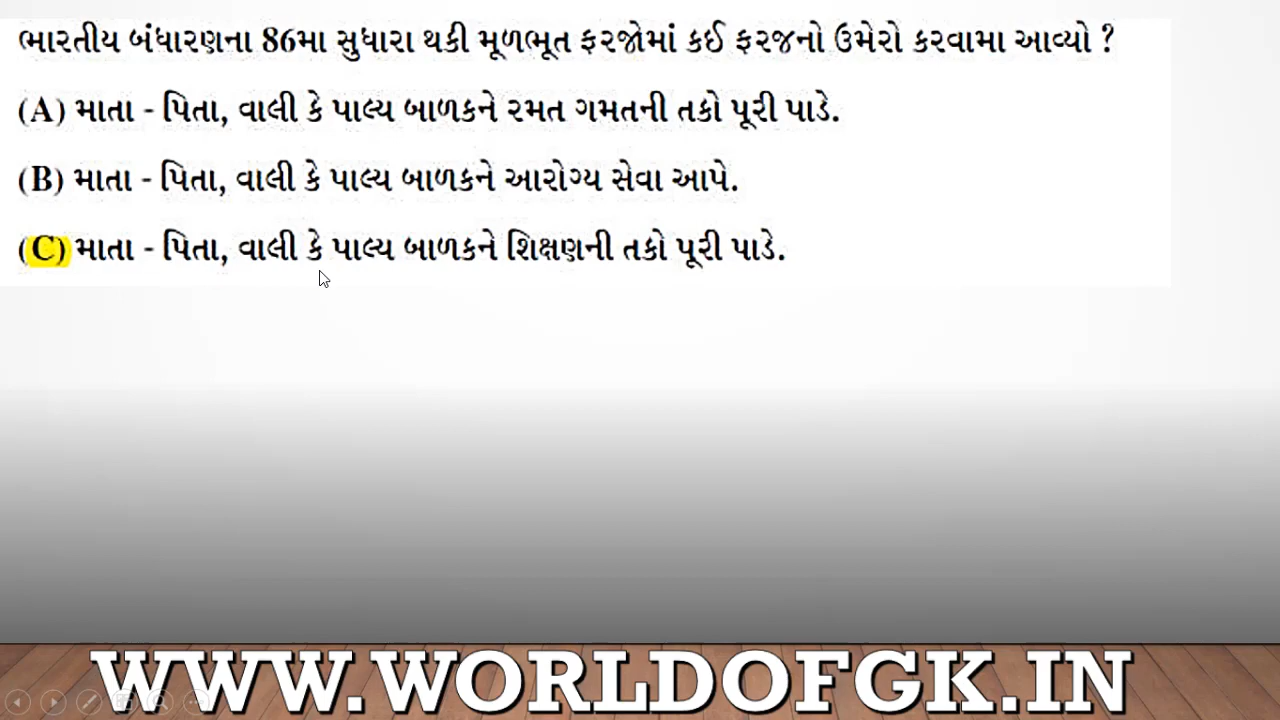 ભારતીય બંધારણના 86મા સુધારા થકી મૂળભૂત ફરજોમાં કઈ ફરજનો ઉમેરો કરવામા આવ્યો ?
(A) માતા - પિતા, વાલી કે પાલ્ય બાળકને રમત ગમતની તકો પૂરી પાડે.
(B) માતા - પિતા, વાલી કે પાલ્ય બાળકને આરોગ્ય સેવા આપે.
(C) માતા - પિતા, વાલી કે પાલ્ય બાળકને શિક્ષણની તકો પૂરી પાડે.
WWW.WORLDOFGK.IN